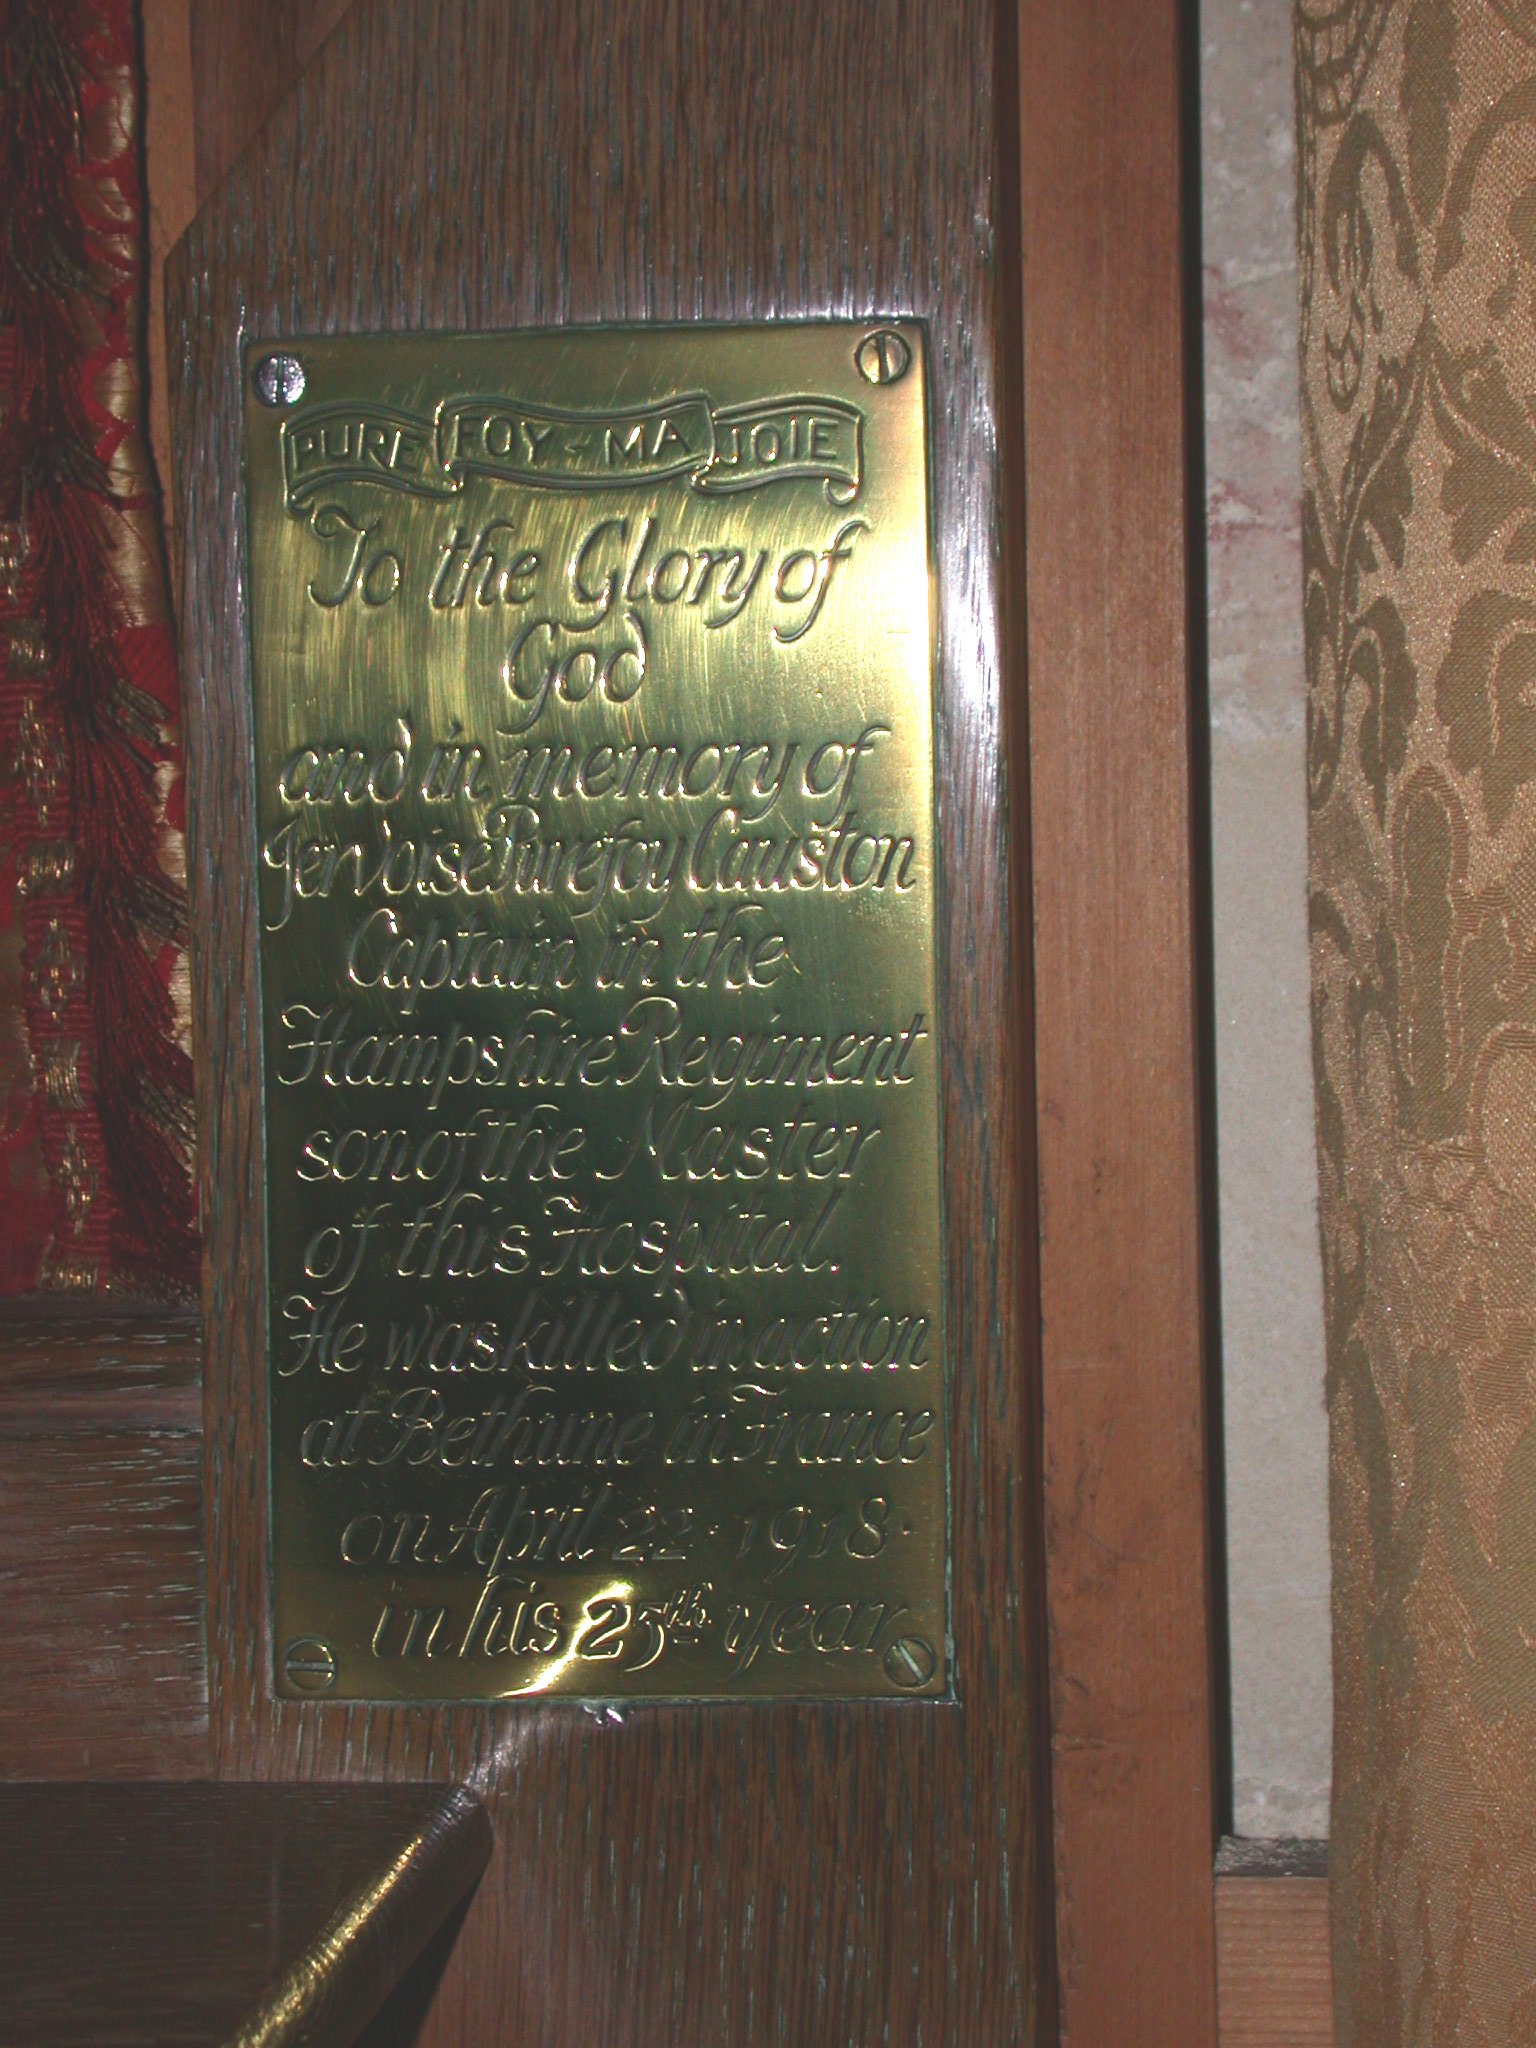 PURE FOY - MA JOIE
To the Glory of
God
and in memory of
Jervoise Purefoy Causton
Captain in the
Hampshire Regiment
son of the Master
of this Hospital.
He was killed in action
at Bethune in France
on April 22 · 1918 ·
in his 25th year